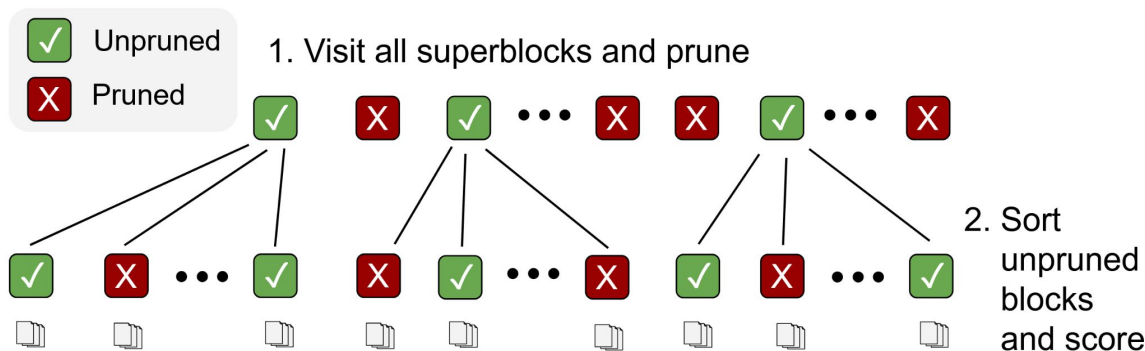 Unpruned
Pruned
1. Visit all superblocks and prune
2. Sort
unpruned
blocks
and score